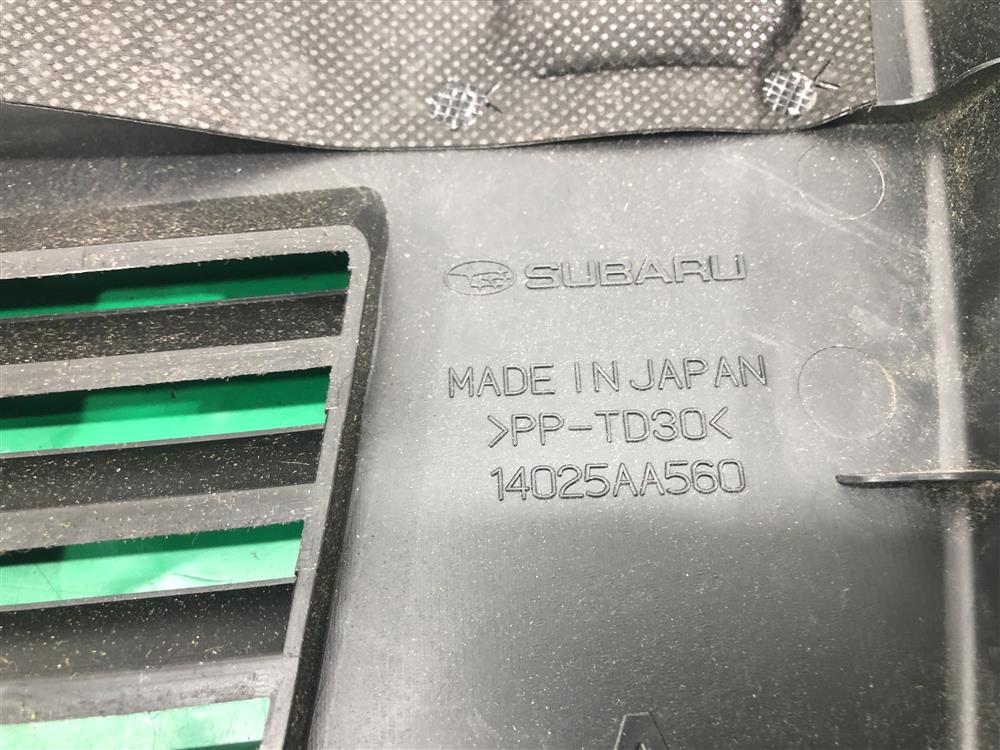 SUBARU
MADE IN JAPAN
>PP-TD30<
14025AA560